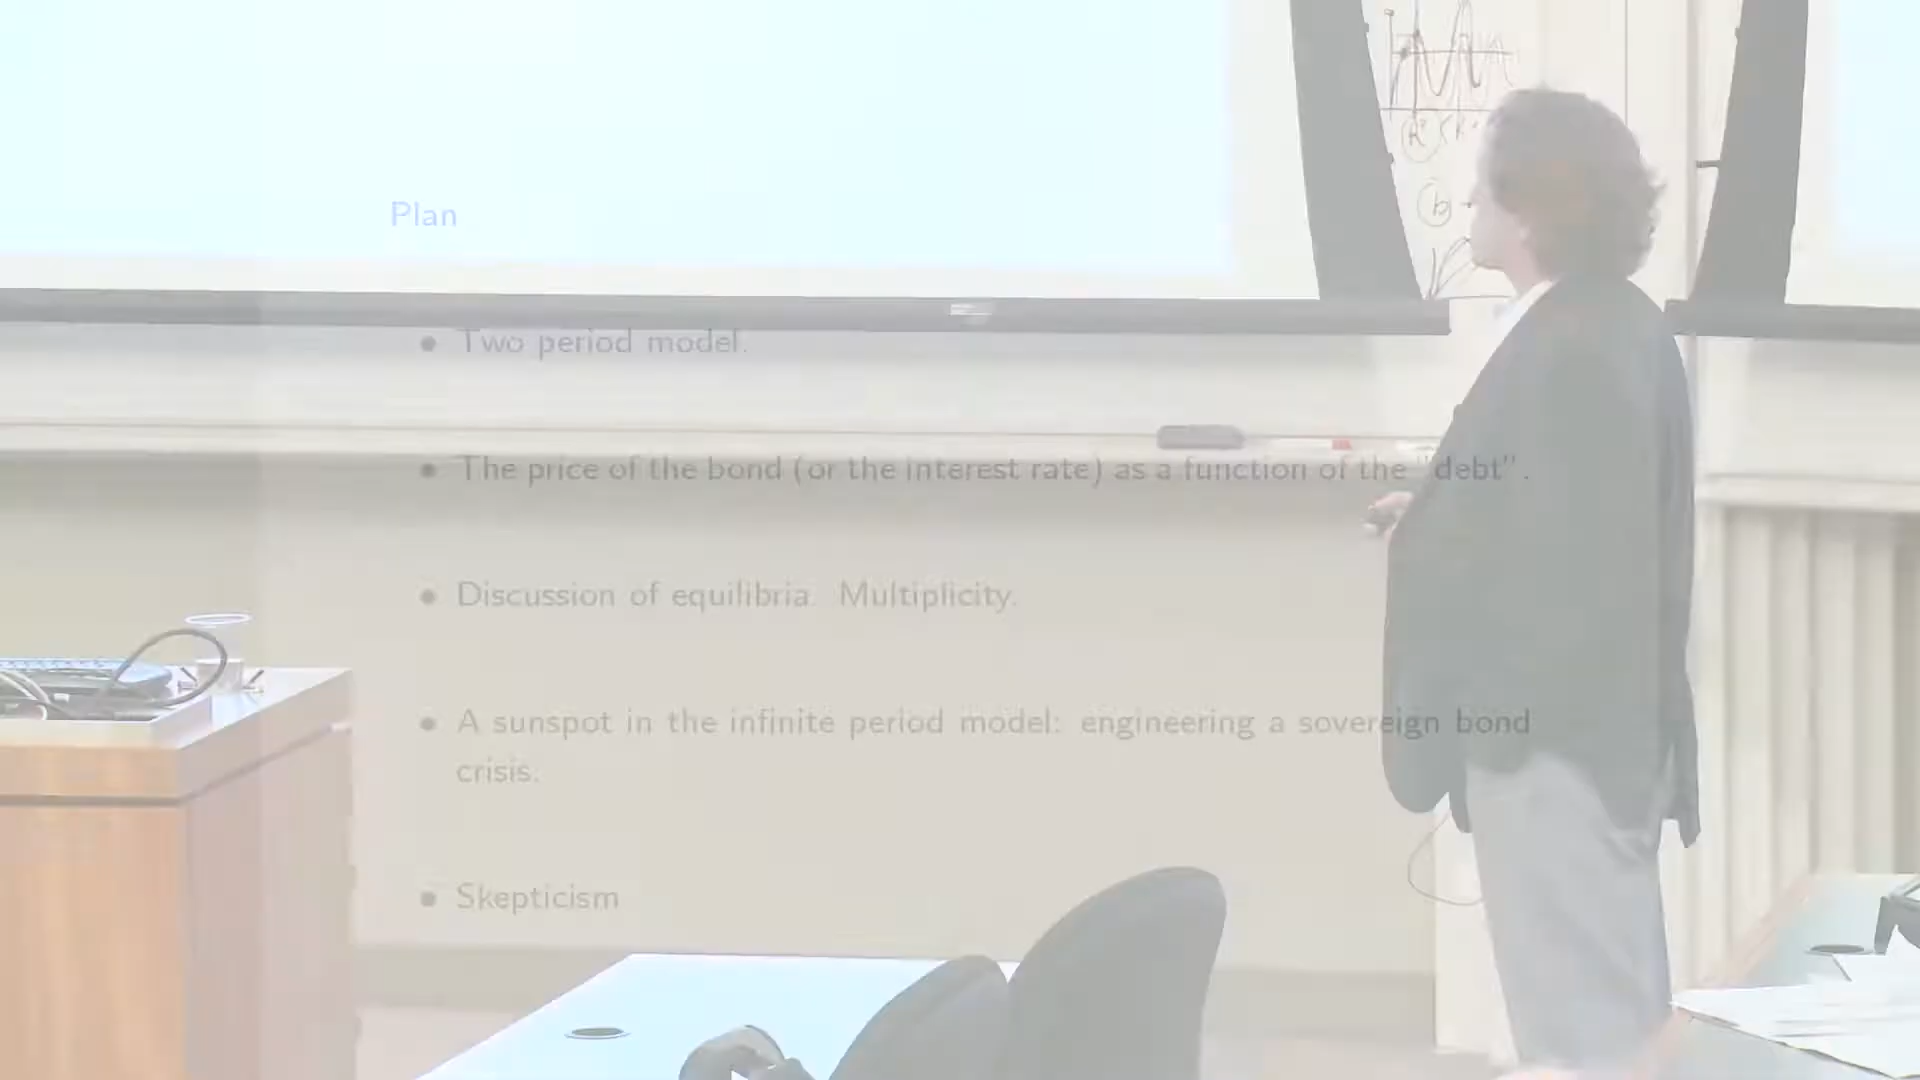 Plan
• Two period model.
• The price of the bond (or the interest rate) as a function of the "debt".
• Discussion of equilibria. Multiplicity.
• A sunspot in the infinite period model: engineering a sovereign bond
crisis.
• Skepticism
b